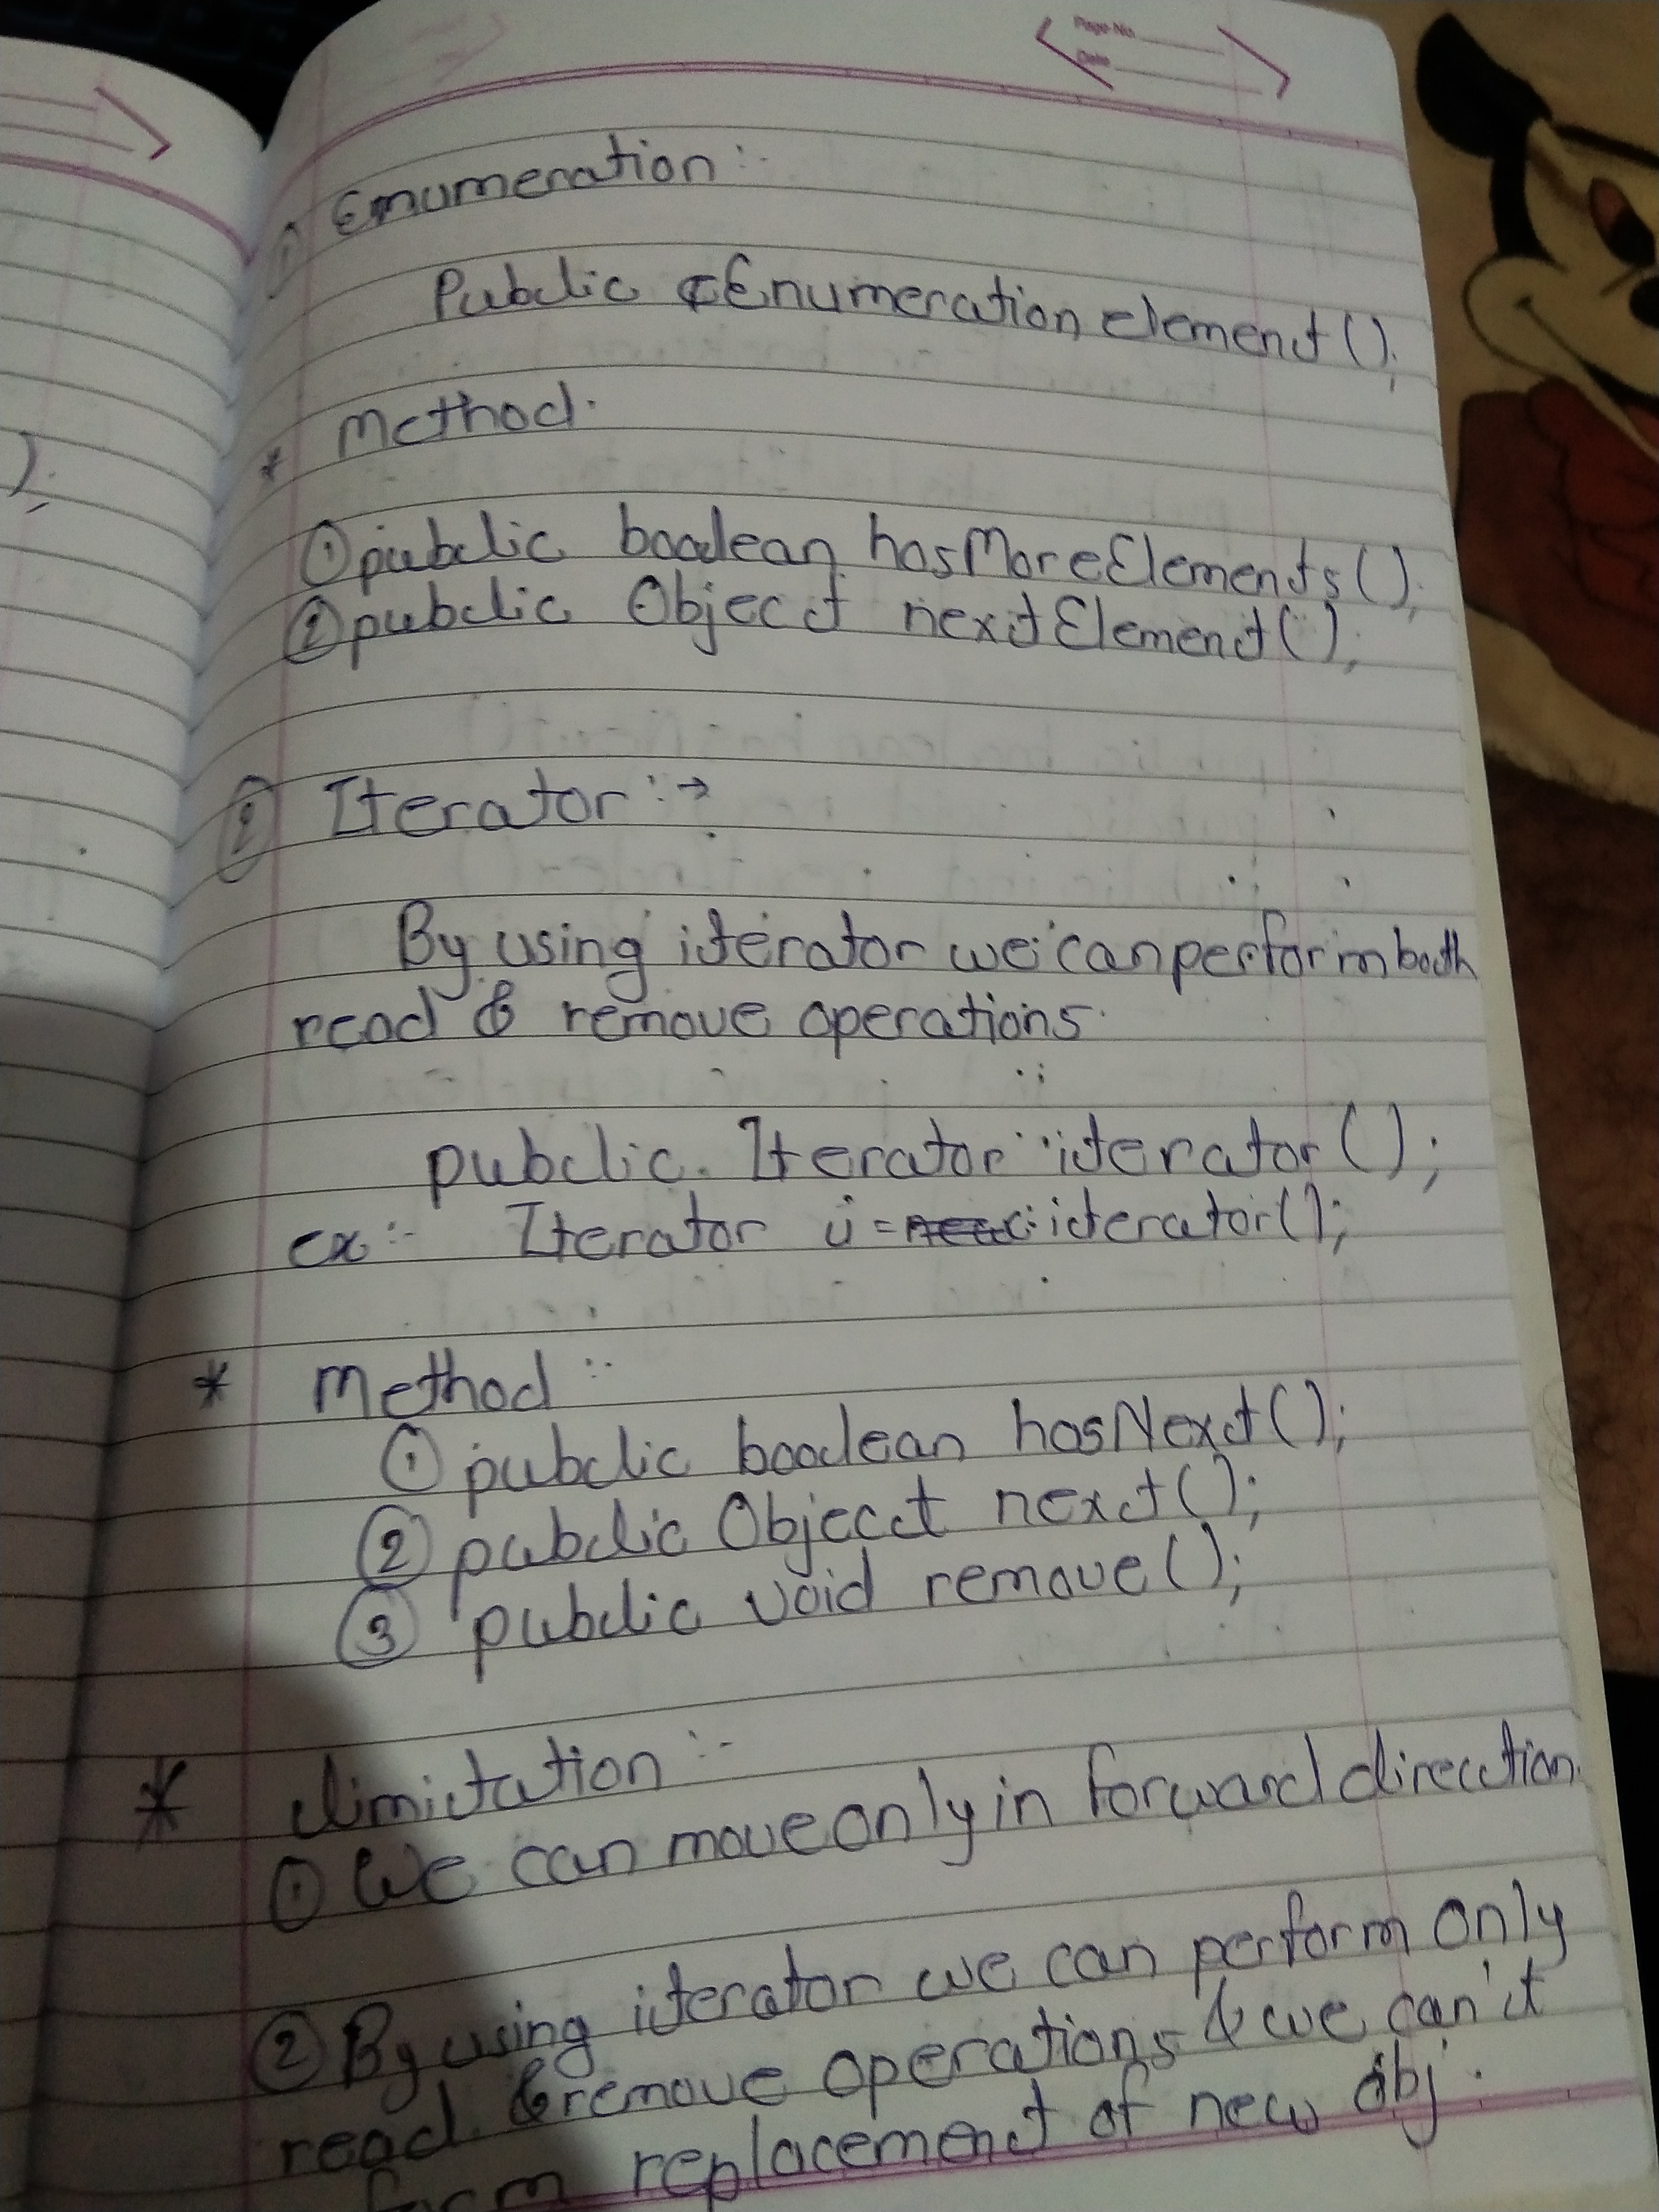 Page No.
Date
① Enumeration :-
Public Enumeration element();
* Method.
① public boolean hasMoreElements();
② public Object nextElement();
② Iterator :→
By using iterator we can perform both
read & remove operations.
public Iterator iterator();
ex :- Iterator i = c. iterator();
* Method :-
① public boolean hasNext();
② public Object next();
③ public void remove();
* limitation :-
① We can move only in forward direction.
② By using iterator we can perform only
read & remove operations & we can't
form replacement of new obj.
);